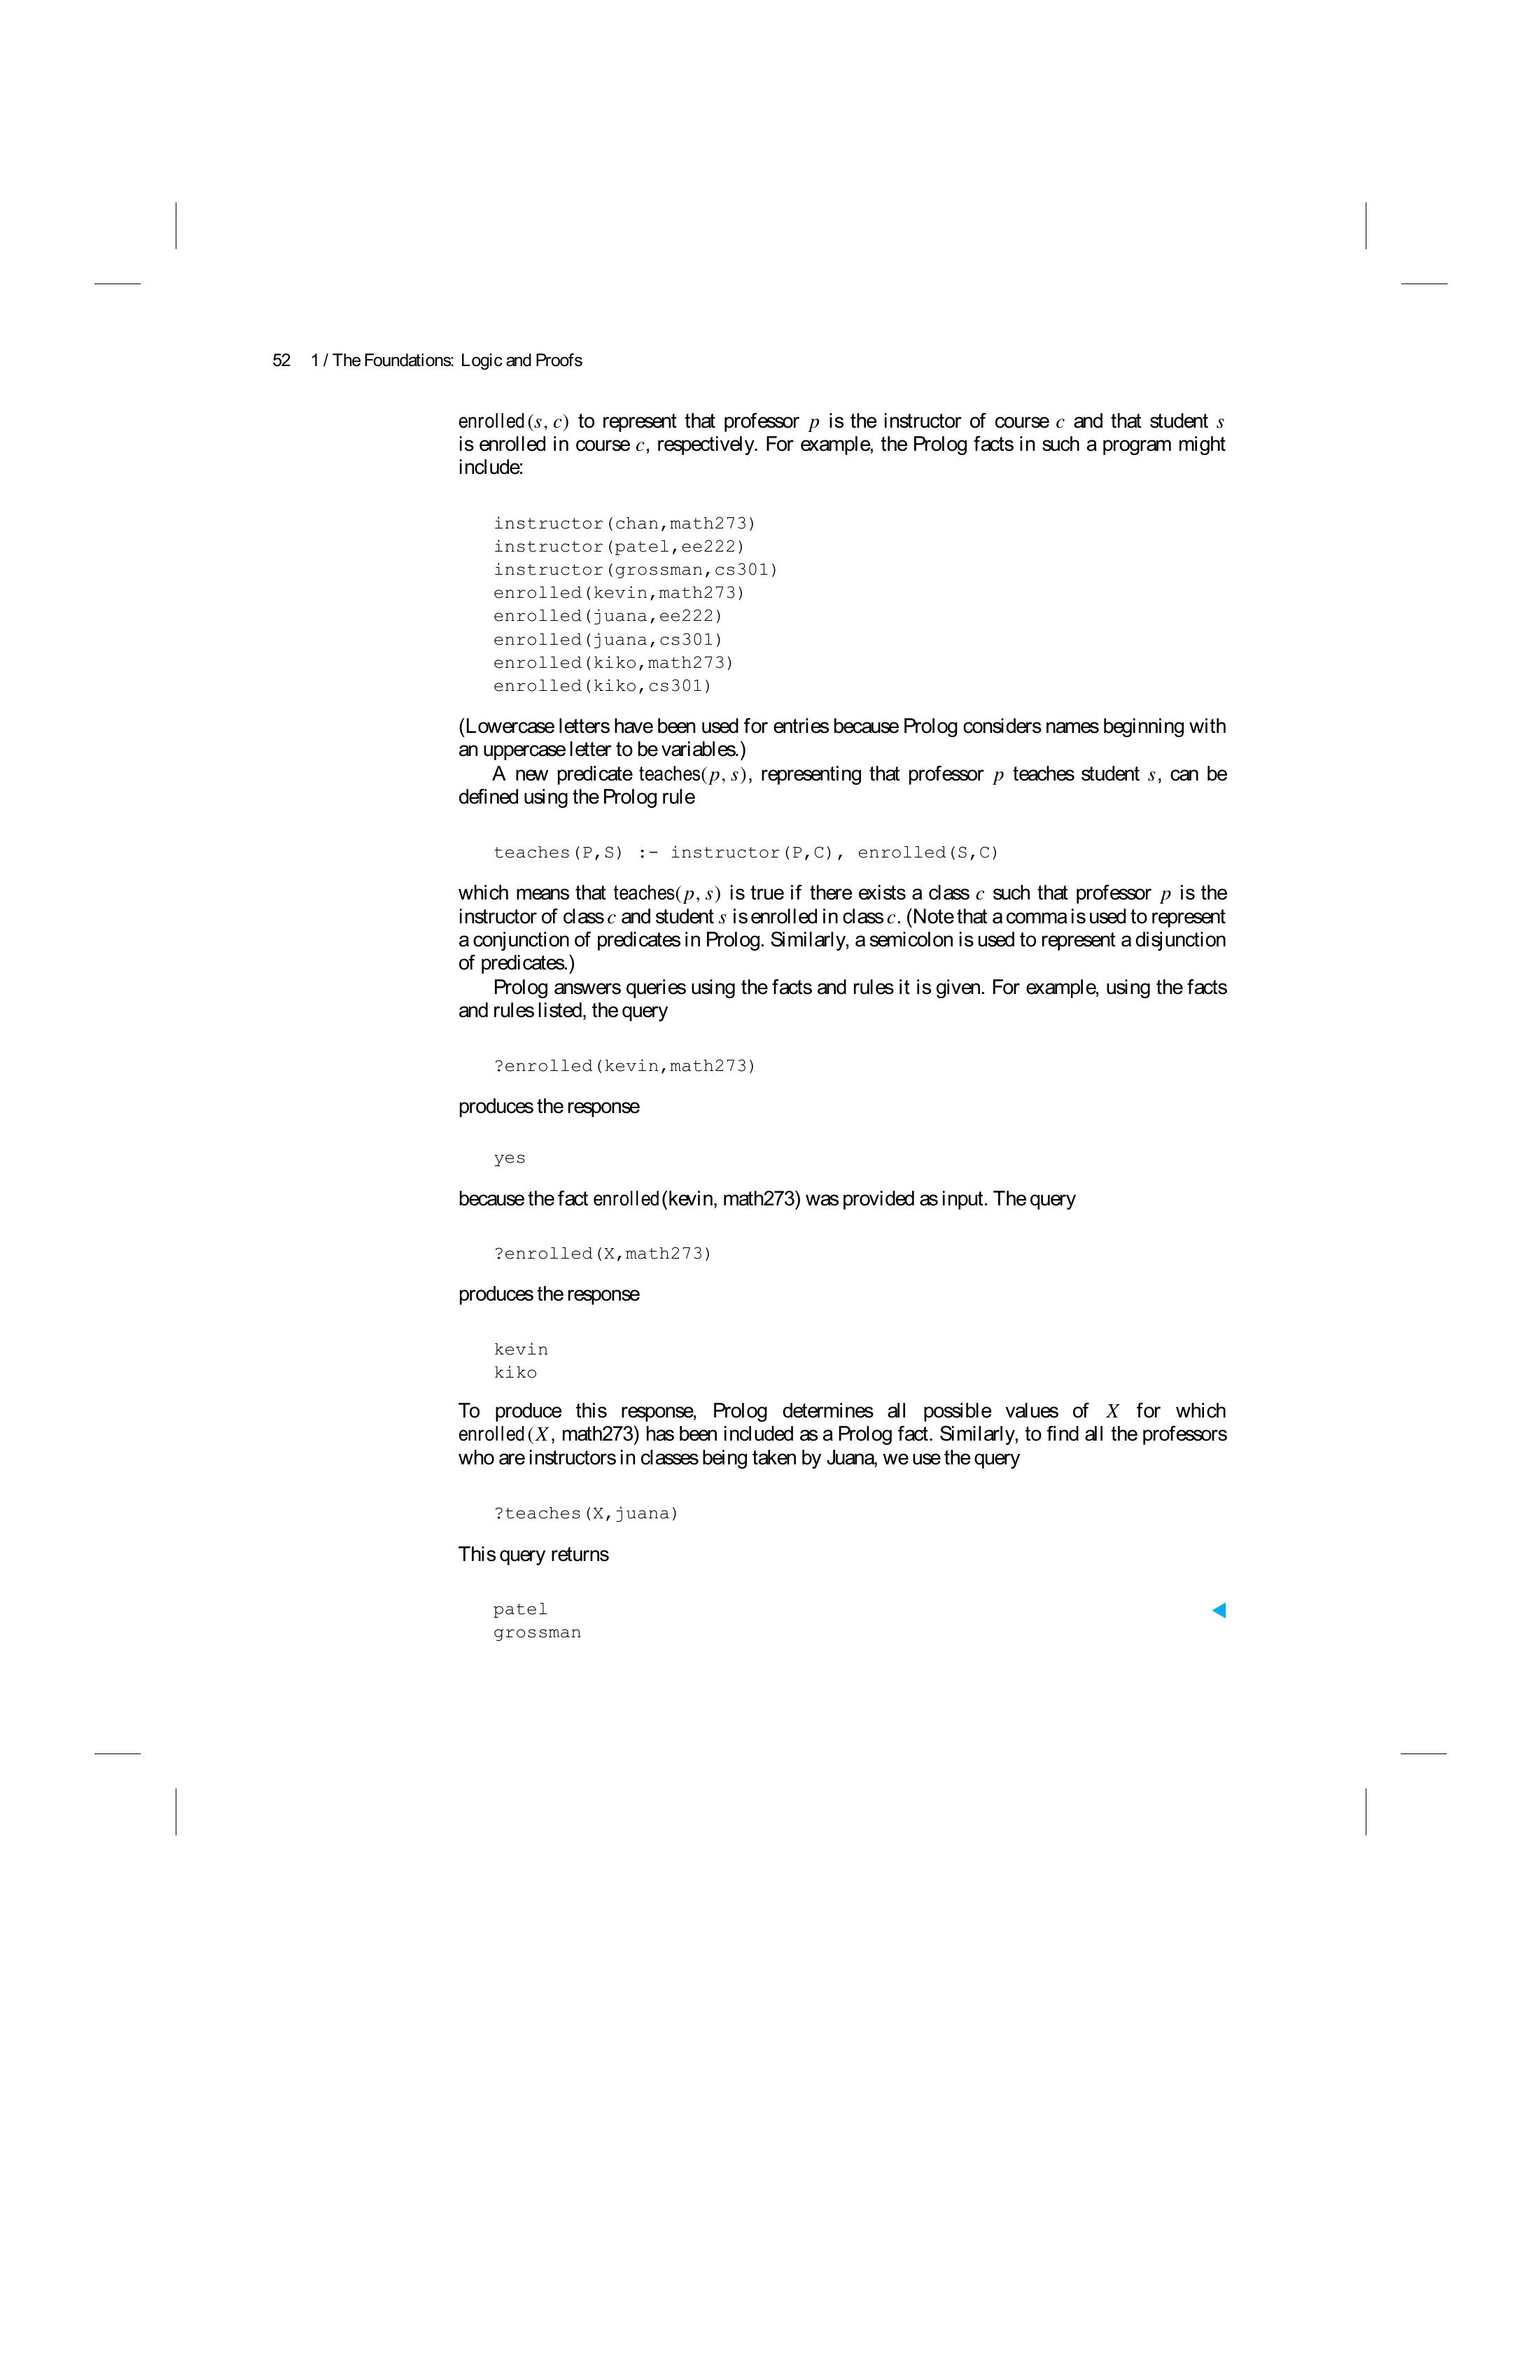 52 1 / The Foundations: Logic and Proofs
enrolled(s, c) to represent that professor p is the instructor of course c and that student s
is enrolled in course c, respectively. For example, the Prolog facts in such a program might
include:
instructor(chan,math273)
instructor(patel,ee222)
instructor(grossman,cs301)
enrolled(kevin,math273)
enrolled(juana,ee222)
enrolled(juana,cs301)
enrolled(kiko,math273)
enrolled(kiko,cs301)
(Lowercase letters have been used for entries because Prolog considers names beginning with
an uppercase letter to be variables.)
A new predicate teaches(p, s), representing that professor p teaches student s, can be
defined using the Prolog rule
teaches(P,S) :- instructor(P,C), enrolled(S,C)
which means that teaches(p, s) is true if there exists a class c such that professor p is the
instructor of class c and student s is enrolled in class c. (Note that a comma is used to represent
a conjunction of predicates in Prolog. Similarly, a semicolon is used to represent a disjunction
of predicates.)
Prolog answers queries using the facts and rules it is given. For example, using the facts
and rules listed, the query
?enrolled(kevin,math273)
produces the response
yes
because the fact enrolled(kevin, math273) was provided as input. The query
?enrolled(X,math273)
produces the response
kevin
kiko
To produce this response, Prolog determines all possible values of X for which
enrolled(X, math273) has been included as a Prolog fact. Similarly, to find all the professors
who are instructors in classes being taken by Juana, we use the query
?teaches(X,juana)
This query returns
patel
grossman